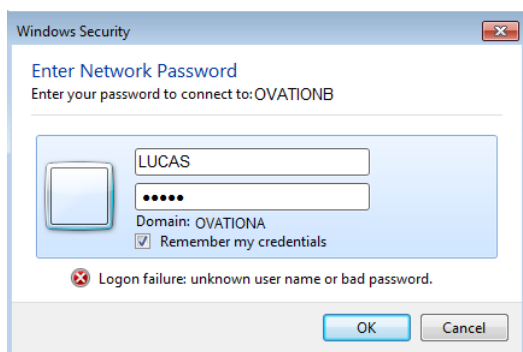 Windows Security
Enter Network Password
Enter your password to connect to:OVATIONB
LUCAS
•••••
Domain: OVATIONA
Remember my credentials
Logon failure: unknown user name or bad password.
OK Cancel